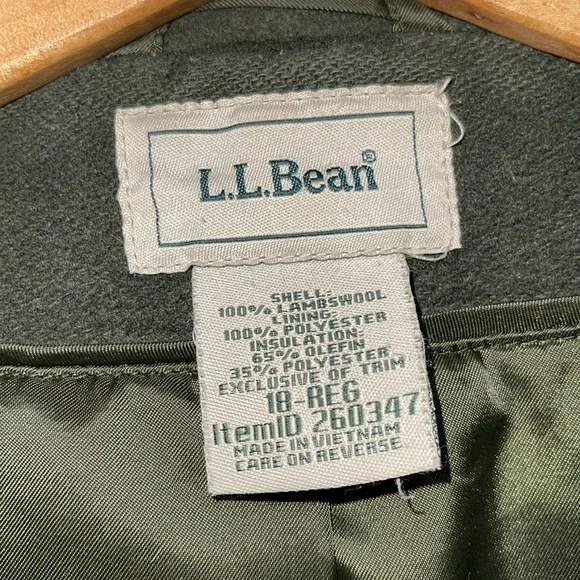 L.L.Bean®
SHELL:
100% LAMBSWOOL
LINING:
100% POLYESTER
INSULATION:
65% OLEFIN
35% POLYESTER
EXCLUSIVE OF TRIM
18-REG
ItemID 260347
MADE IN VIETNAM
CARE ON REVERSE